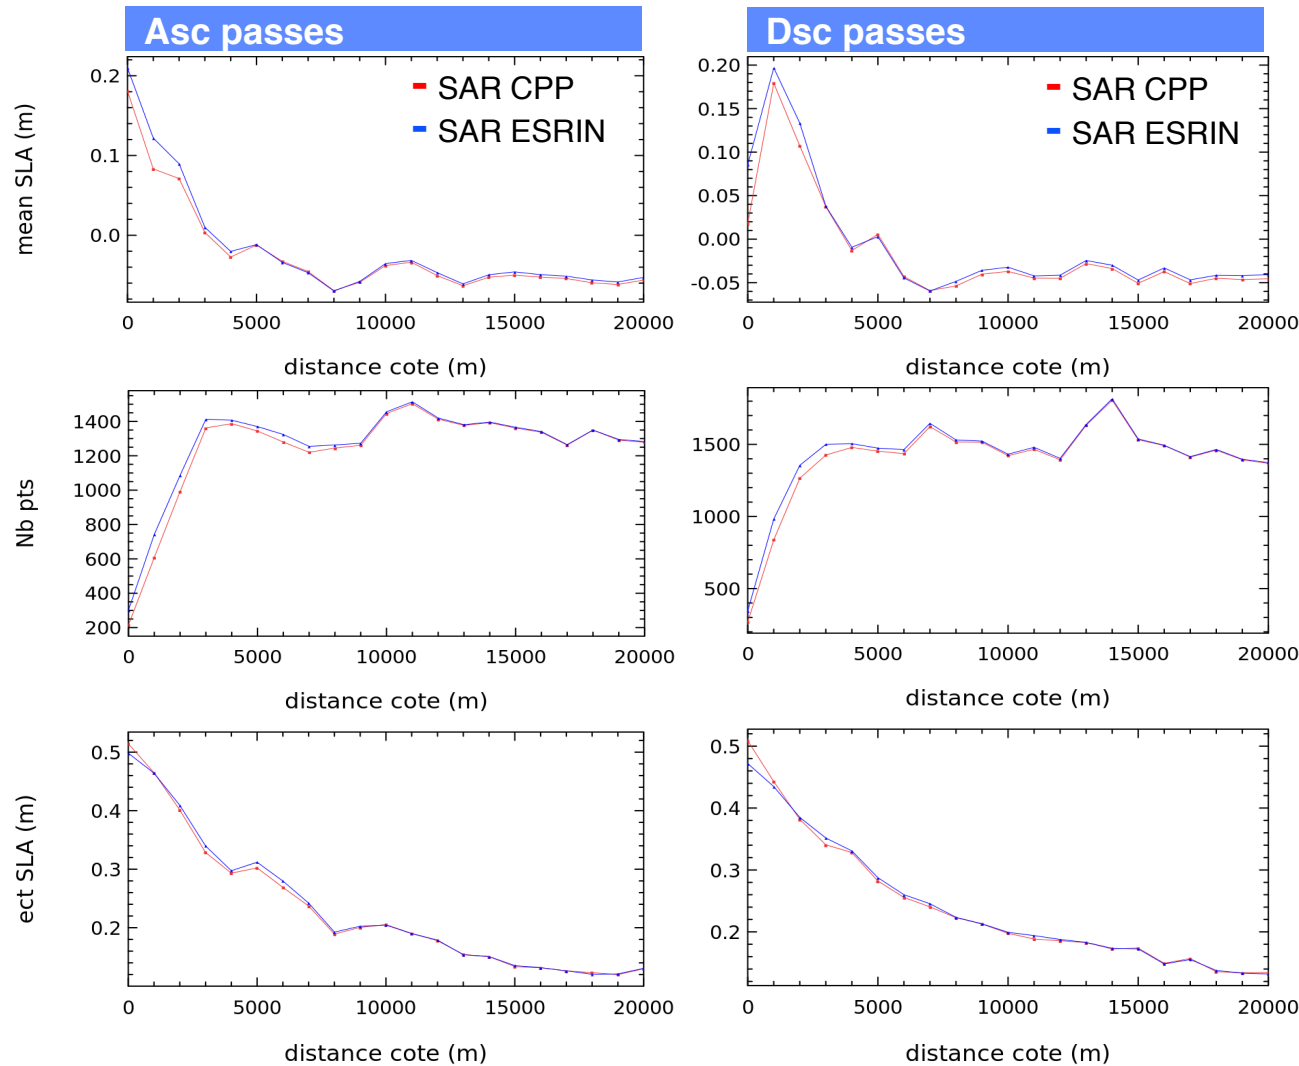 Asc passes
Dsc passes
SAR CPP
SAR ESRIN
SAR CPP
SAR ESRIN
mean SLA (m)
0.2
0.1
0.0
0 5000 10000 15000 20000
distance cote (m)
0.20
0.15
0.10
0.05
0.00
-0.05
0 5000 10000 15000 20000
distance cote (m)
Nb pts
1400
1200
1000
800
600
400
200
0 5000 10000 15000 20000
distance cote (m)
1500
1000
500
0 5000 10000 15000 20000
distance cote (m)
ect SLA (m)
0.5
0.4
0.3
0.2
0 5000 10000 15000 20000
distance cote (m)
0.5
0.4
0.3
0.2
0 5000 10000 15000 20000
distance cote (m)